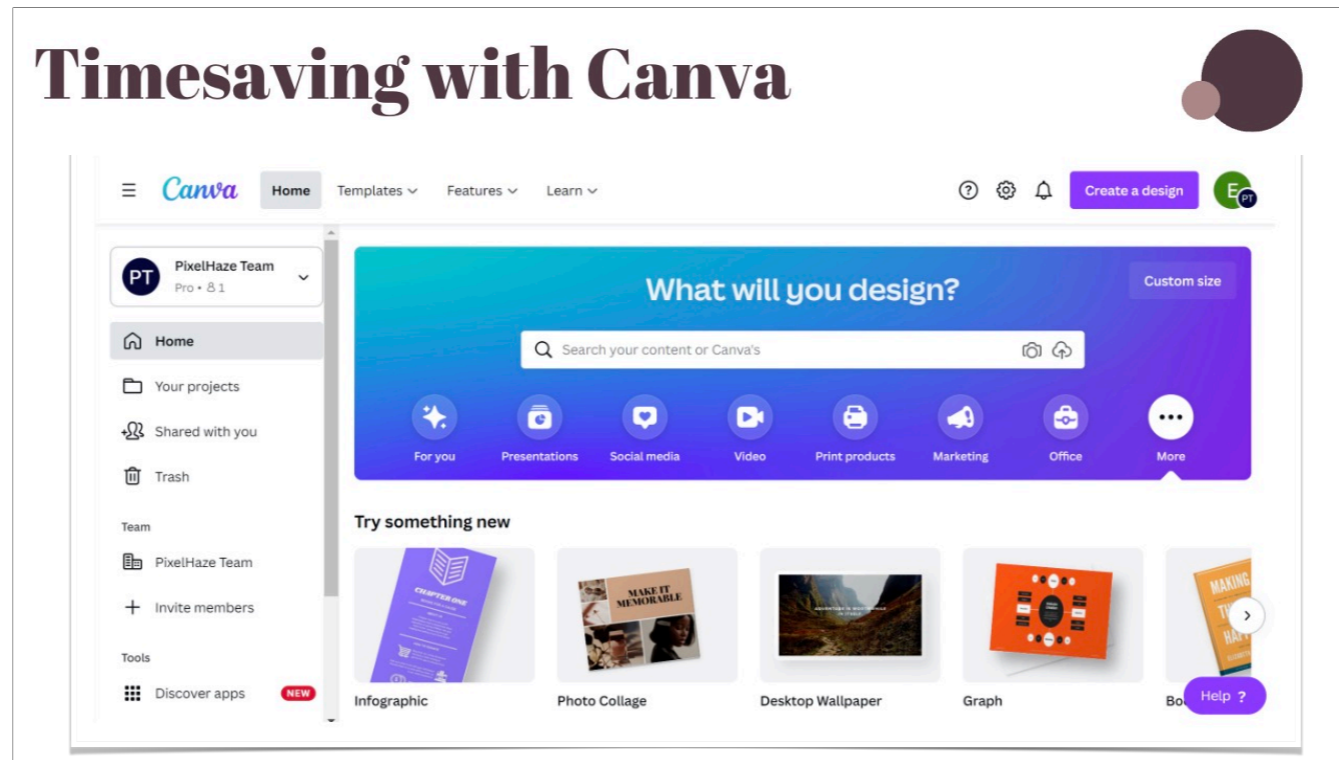 Timesaving with Canva
Canva Home Templates Features Learn ? Create a design E PT
PT PixelHaze Team
Pro • 1
Home
Your projects
Shared with you
Trash
Team
PixelHaze Team
Invite members
Tools
Discover apps NEW
What will you design?
Custom size
Search your content or Canva's
For you Presentations Social media Video Print products Marketing Office More
Try something new
CHAPTER ONE
MAKE IT
MEMORABLE
MAKING
Infographic Photo Collage Desktop Wallpaper Graph
Help ?